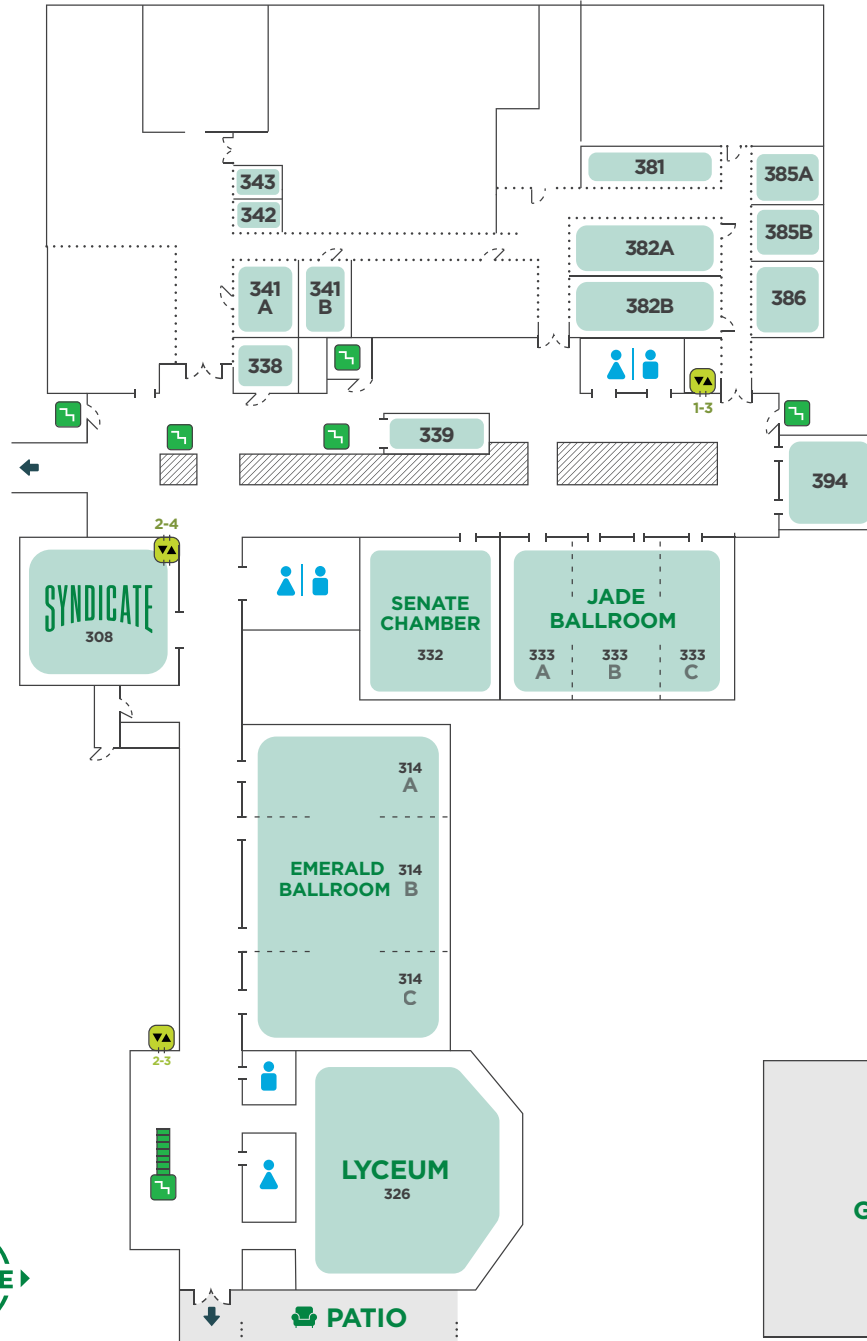 381
385A
343
342
385B
382A
341
A
341
B
386
382B
338
1-3
339
394
2-4
SYNDICATE
308
SENATE
CHAMBER
332
JADE
BALLROOM
333
A
333
B
333
C
314
A
EMERALD
BALLROOM
314
B
314
C
2-3
LYCEUM
326
PATIO